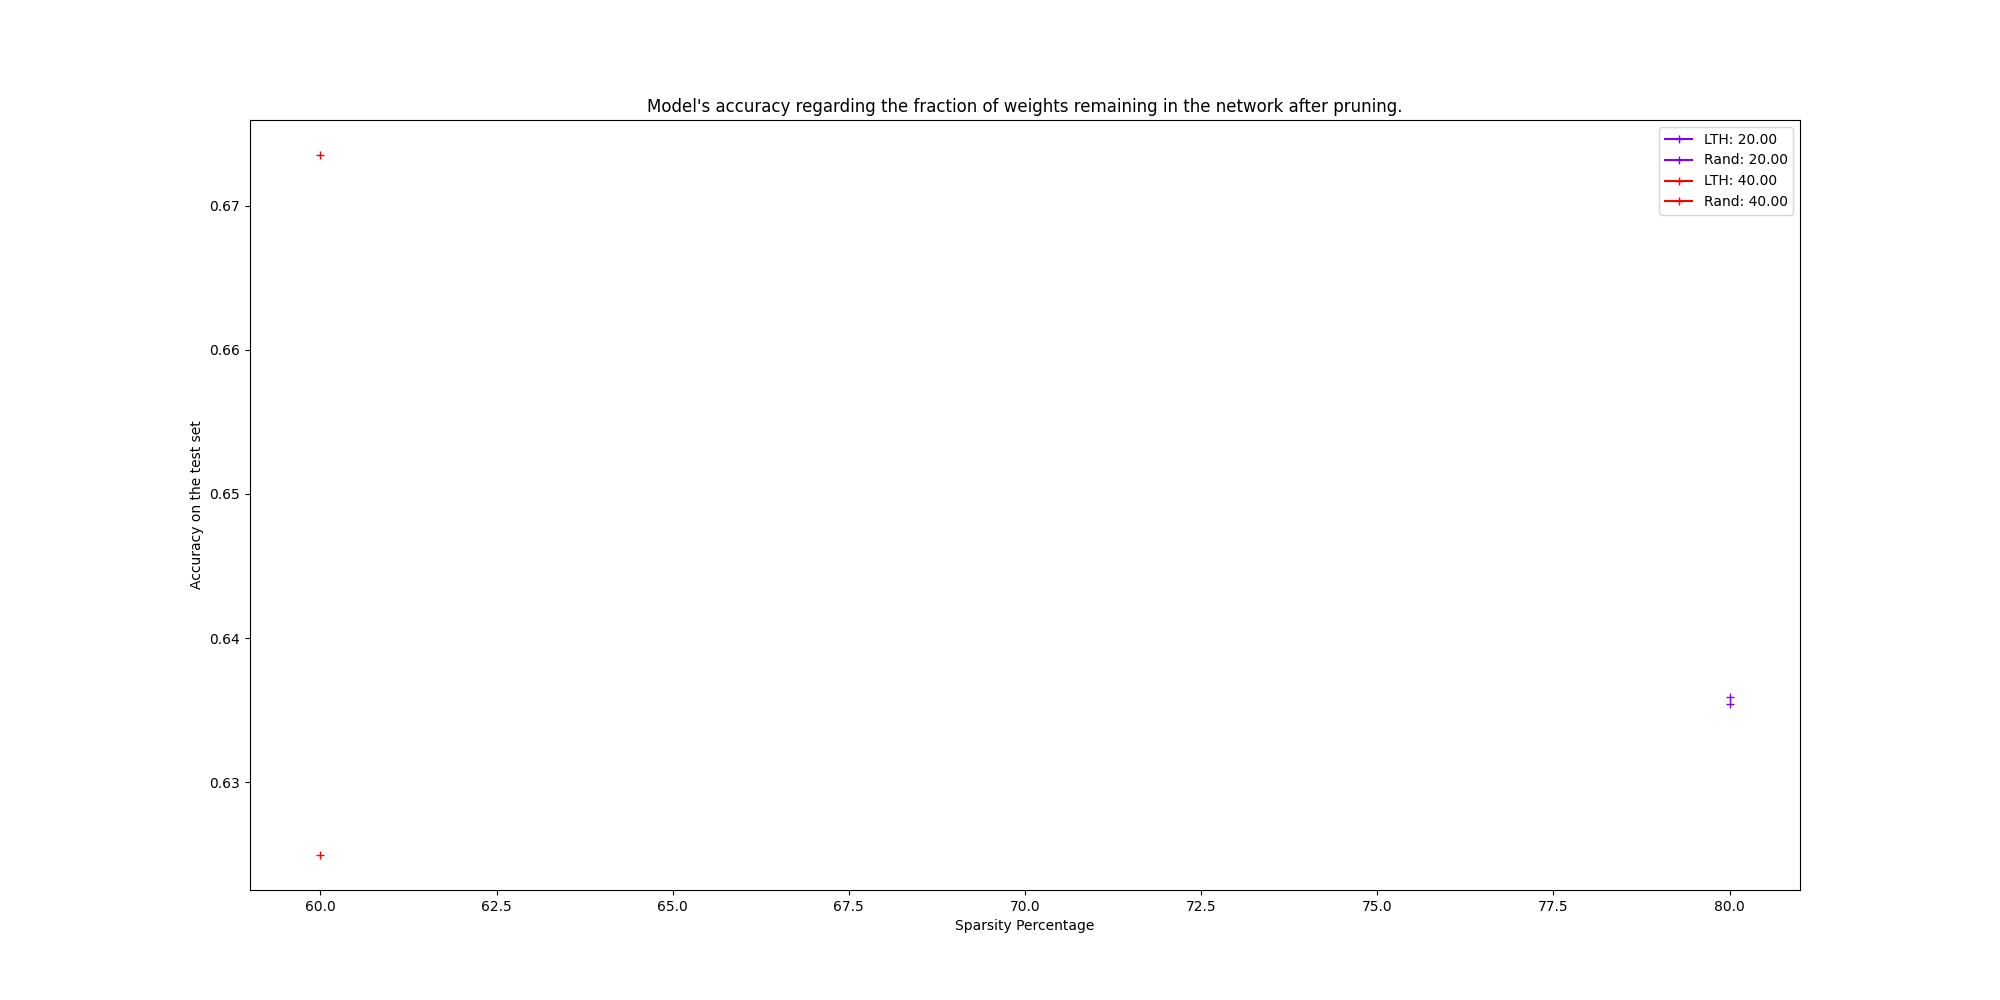 Model's accuracy regarding the fraction of weights remaining in the network after pruning.
LTH: 20.00
Rand: 20.00
LTH: 40.00
Rand: 40.00
0.67
0.66
0.65
0.64
0.63
Accuracy on the test set
60.0 62.5 65.0 67.5 70.0 72.5 75.0 77.5 80.0
Sparsity Percentage